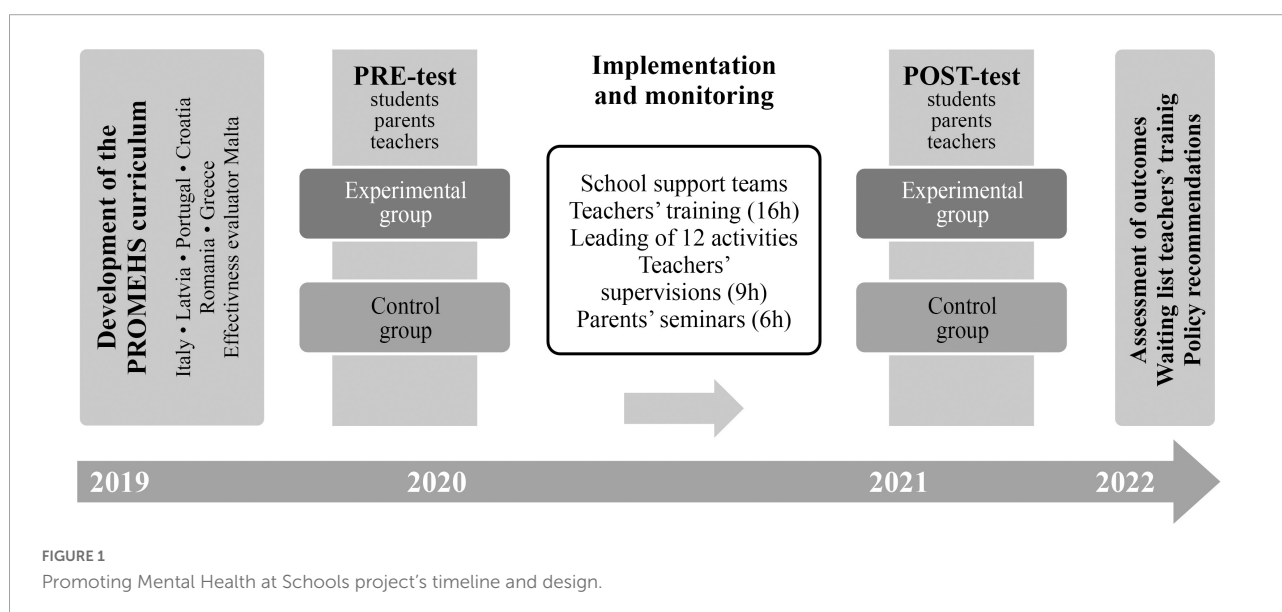 Development of the
PROMEHS curriculum
Italy • Latvia • Portugal • Croatia
Romania • Greece
Effectivness evaluator Malta
PRE-test
students
parents
teachers
Experimental
group
Control
group
Implementation
and monitoring
School support teams
Teachers' training (16h)
Leading of 12 activities
Teachers'
supervisions (9h)
Parents' seminars (6h)
POST-test
students
parents
teachers
Experimental
group
Control
group
Assessment of outcomes
Waiting list teachers' trainig
Policy recommendations
2019
2020
2021
2022
FIGURE 1
Promoting Mental Health at Schools project's timeline and design.